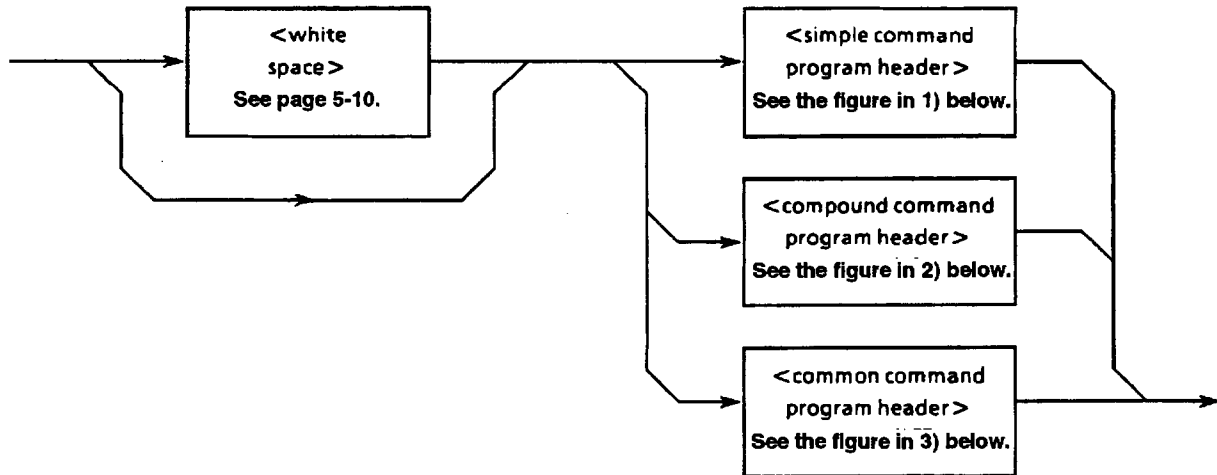 <white
space>
See page 5-10.
<simple command
program header>
See the figure in 1) below.
<compound command
program header>
See the figure in 2) below.
<common command
program header>
See the figure in 3) below.